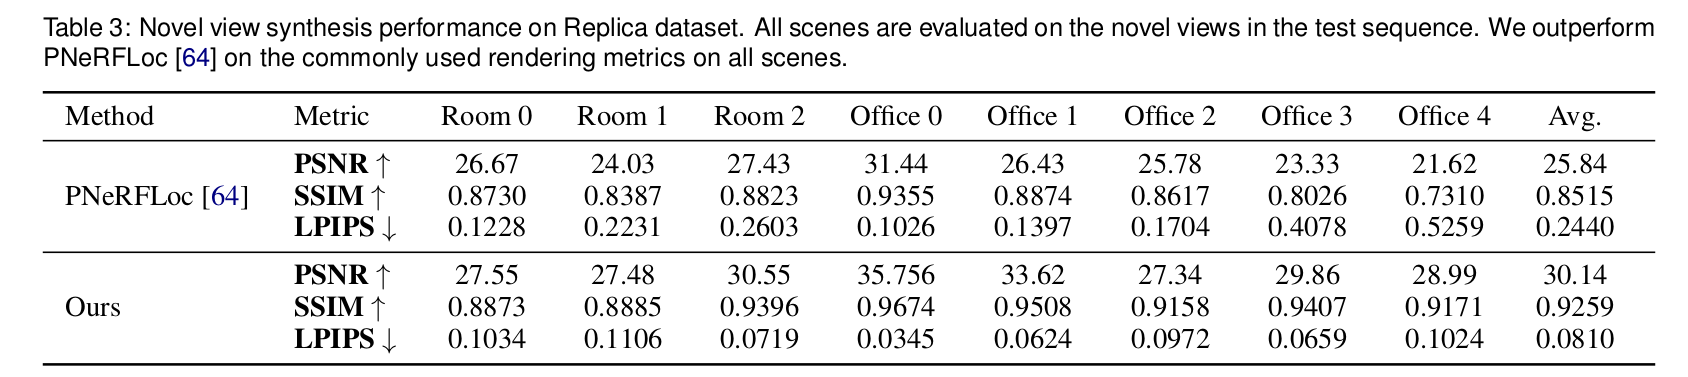 Table 3: Novel view synthesis performance on Replica dataset. All scenes are evaluated on the novel views in the test sequence. We outperform
PNeRFLoc [64] on the commonly used rendering metrics on all scenes.
Method Metric Room 0 Room 1 Room 2 Office 0 Office 1 Office 2 Office 3 Office 4 Avg.
PSNR ↑ 26.67 24.03 27.43 31.44 26.43 25.78 23.33 21.62 25.84
PNeRFLoc [64] SSIM ↑ 0.8730 0.8387 0.8823 0.9355 0.8874 0.8617 0.8026 0.7310 0.8515
LPIPS ↓ 0.1228 0.2231 0.2603 0.1026 0.1397 0.1704 0.4078 0.5259 0.2440
PSNR ↑ 27.55 27.48 30.55 35.756 33.62 27.34 29.86 28.99 30.14
Ours SSIM ↑ 0.8873 0.8885 0.9396 0.9674 0.9508 0.9158 0.9407 0.9171 0.9259
LPIPS ↓ 0.1034 0.1106 0.0719 0.0345 0.0624 0.0972 0.0659 0.1024 0.0810